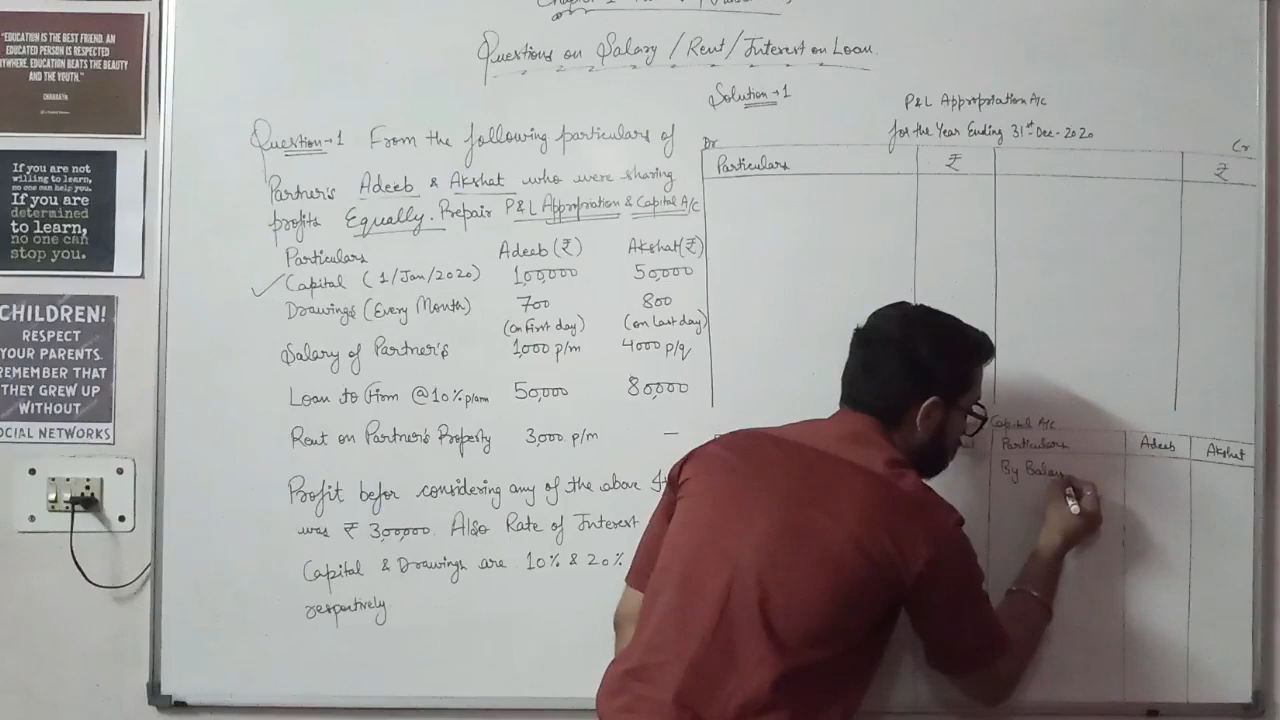 "EDUCATION IS THE BEST FRIEND. AN
EDUCATED PERSON IS RESPECTED
EDUCATION BEATS THE BEAUTY
AND THE YOUTH."
CHANAKYA
If you are not
willing to learn,
no one can help you.
If you are
determined
to learn,
no one can
stop you.
CHILDREN!
RESPECT
YOUR PARENTS.
REMEMBER THAT
THEY GREW UP
WITHOUT
SOCIAL NETWORKS
Questions on Salary / Rent / Interest on Loan.
Question→1 From the following particulars of
Partner's Adeeb & Akshat who were sharing
profits Equally. Prepair P&L Appropriation & Capital A/c
Particulars Adeeb (₹) Akshat (₹)
Capital (1/Jan/2020) 1,00,000 50,000
Drawings (Every Month) 700 800
(on first day) (on last day)
Salary of Partner's 1000 p/m 4000 p/q
Loan to Firm @10% p/ann 50,000 80,000
Rent on Partner's Property 3,000 p/m —
Profit befor considering any of the above
was ₹ 3,00,000. Also Rate of Interest
Capital & Drawings are 10% & 20%
respectively
Solution→1
P&L Appropriation A/c
for the Year Ending 31st Dec-2020
Dr Cr
Particulars ₹ ₹
Capital A/c
Particulars Adeeb Akshat
By Balan